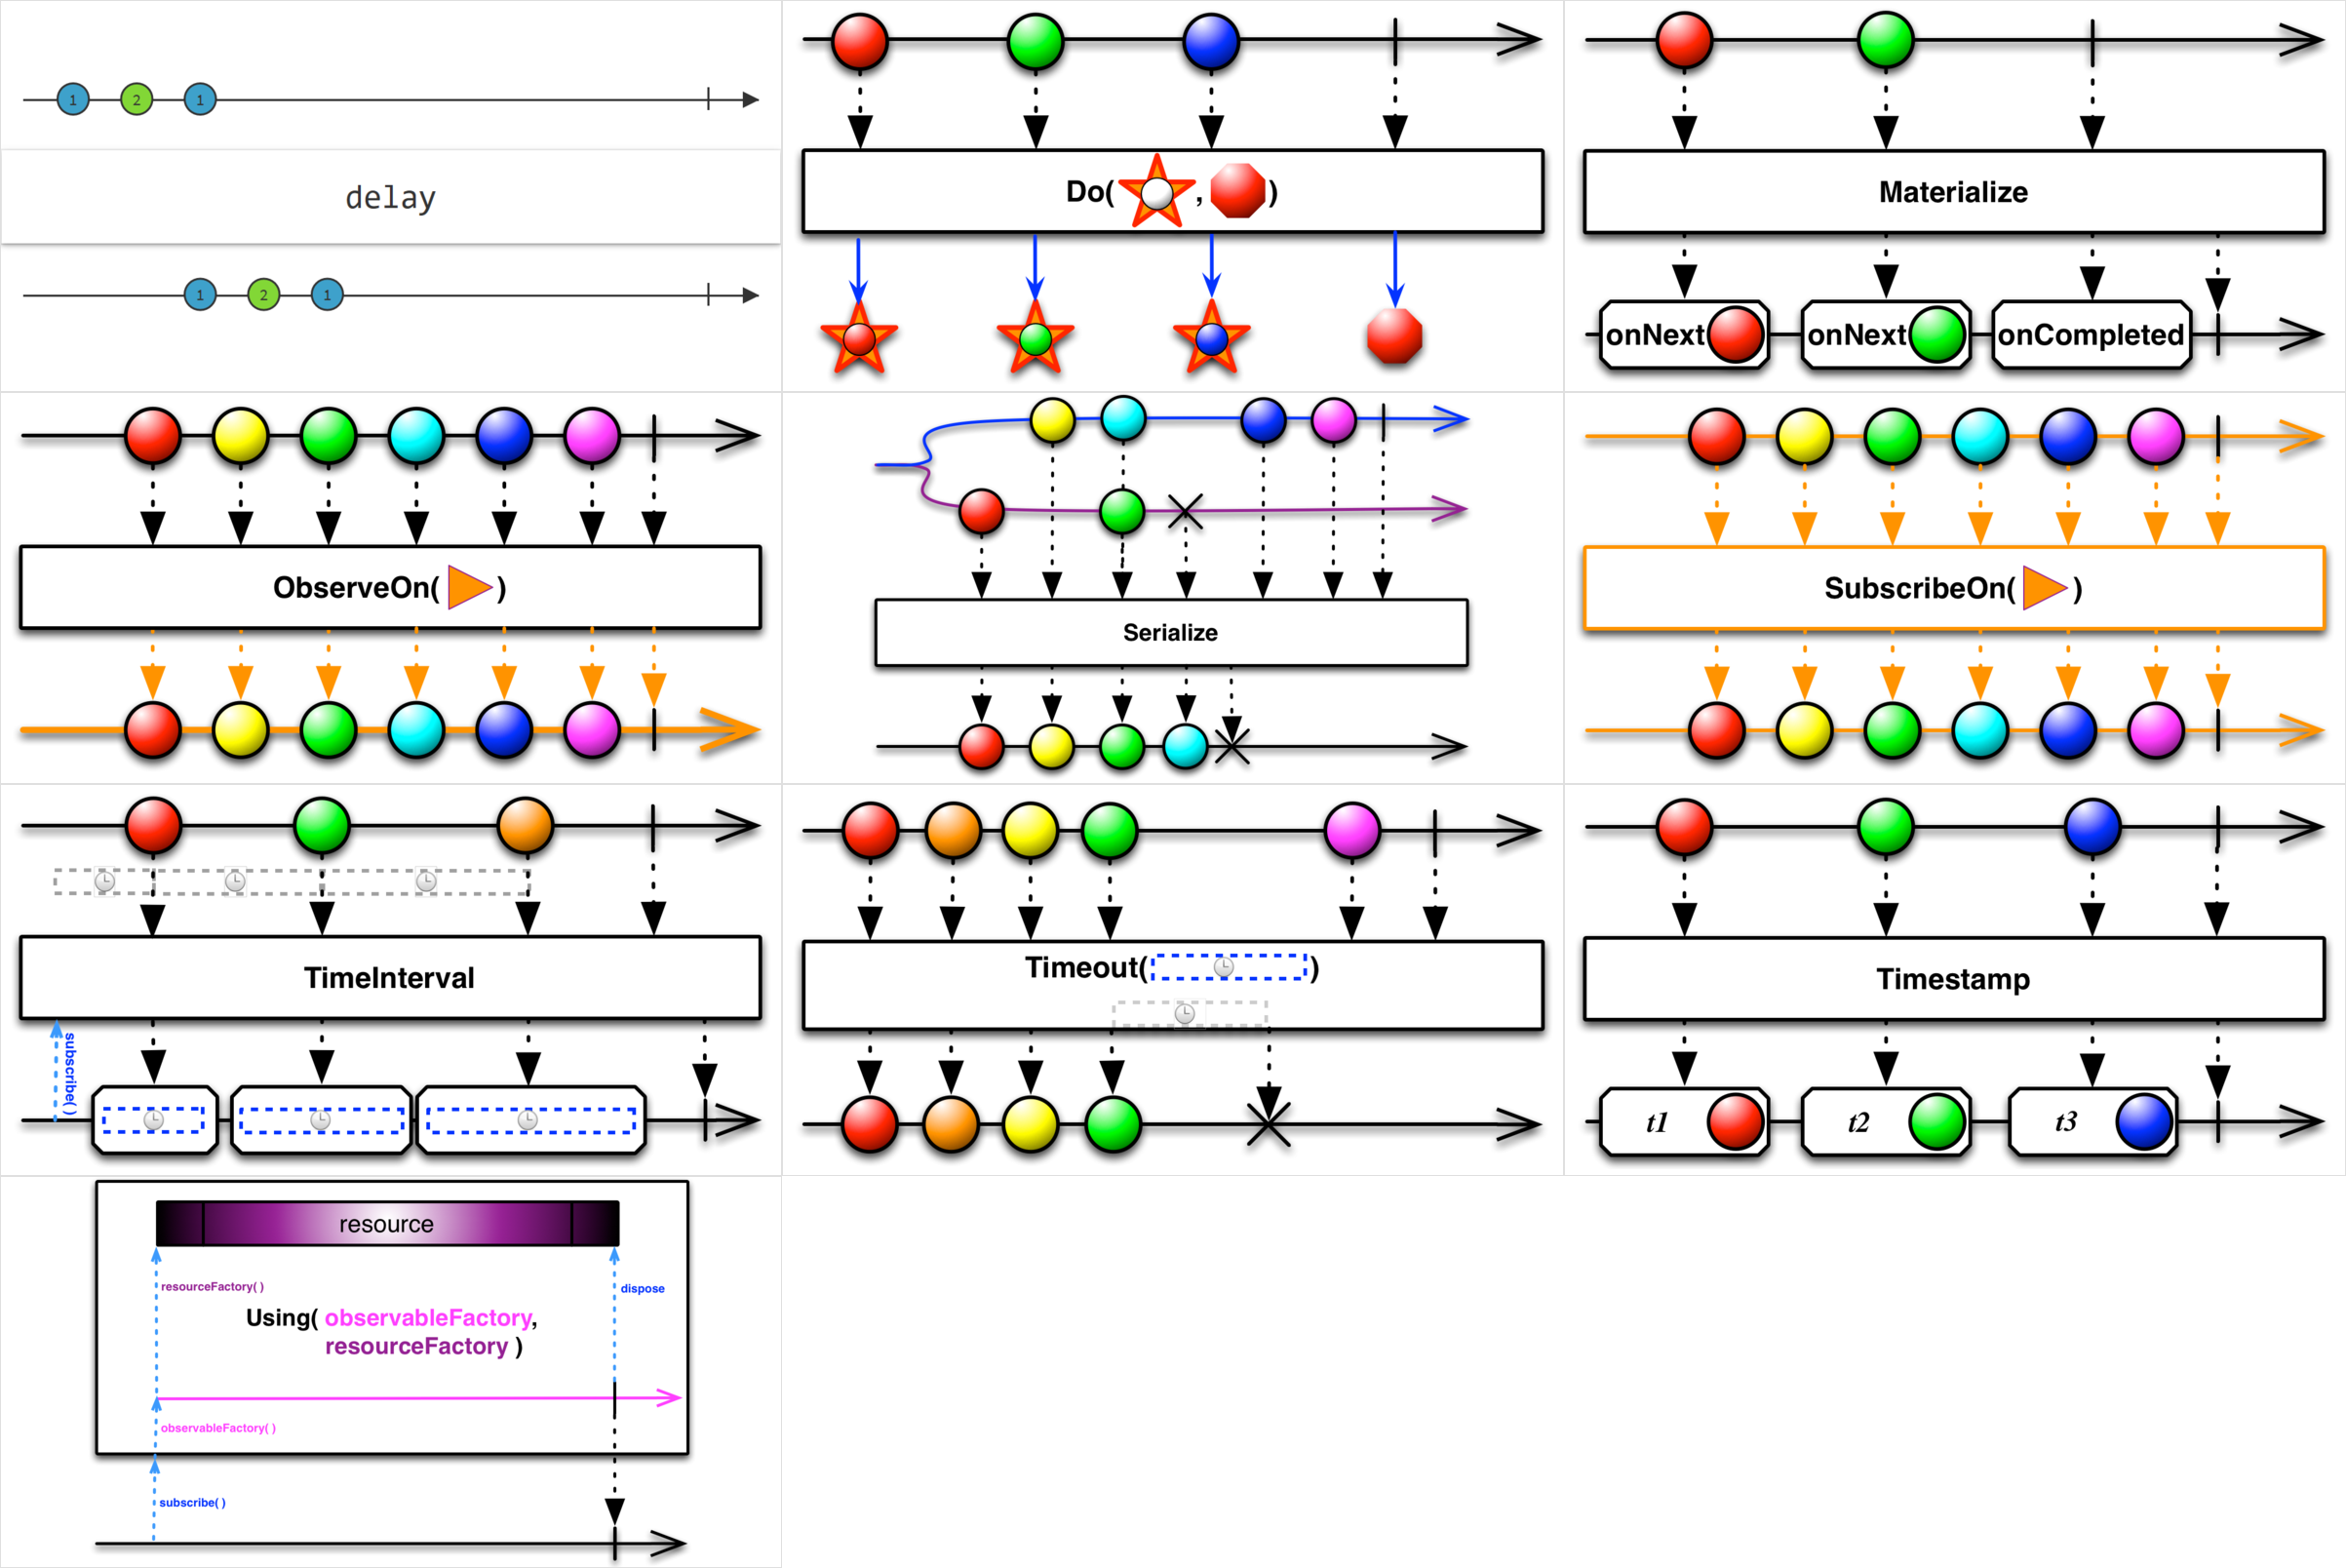 1 2 1
delay
1 2 1
Do( , )
Materialize
onNext onNext onCompleted
ObserveOn( )
Serialize
SubscribeOn( )
TimeInterval
subscribe( )
Timeout( )
Timestamp
t1 t2 t3
resource
resourceFactory( )
dispose
Using( observableFactory,
resourceFactory )
observableFactory( )
subscribe( )